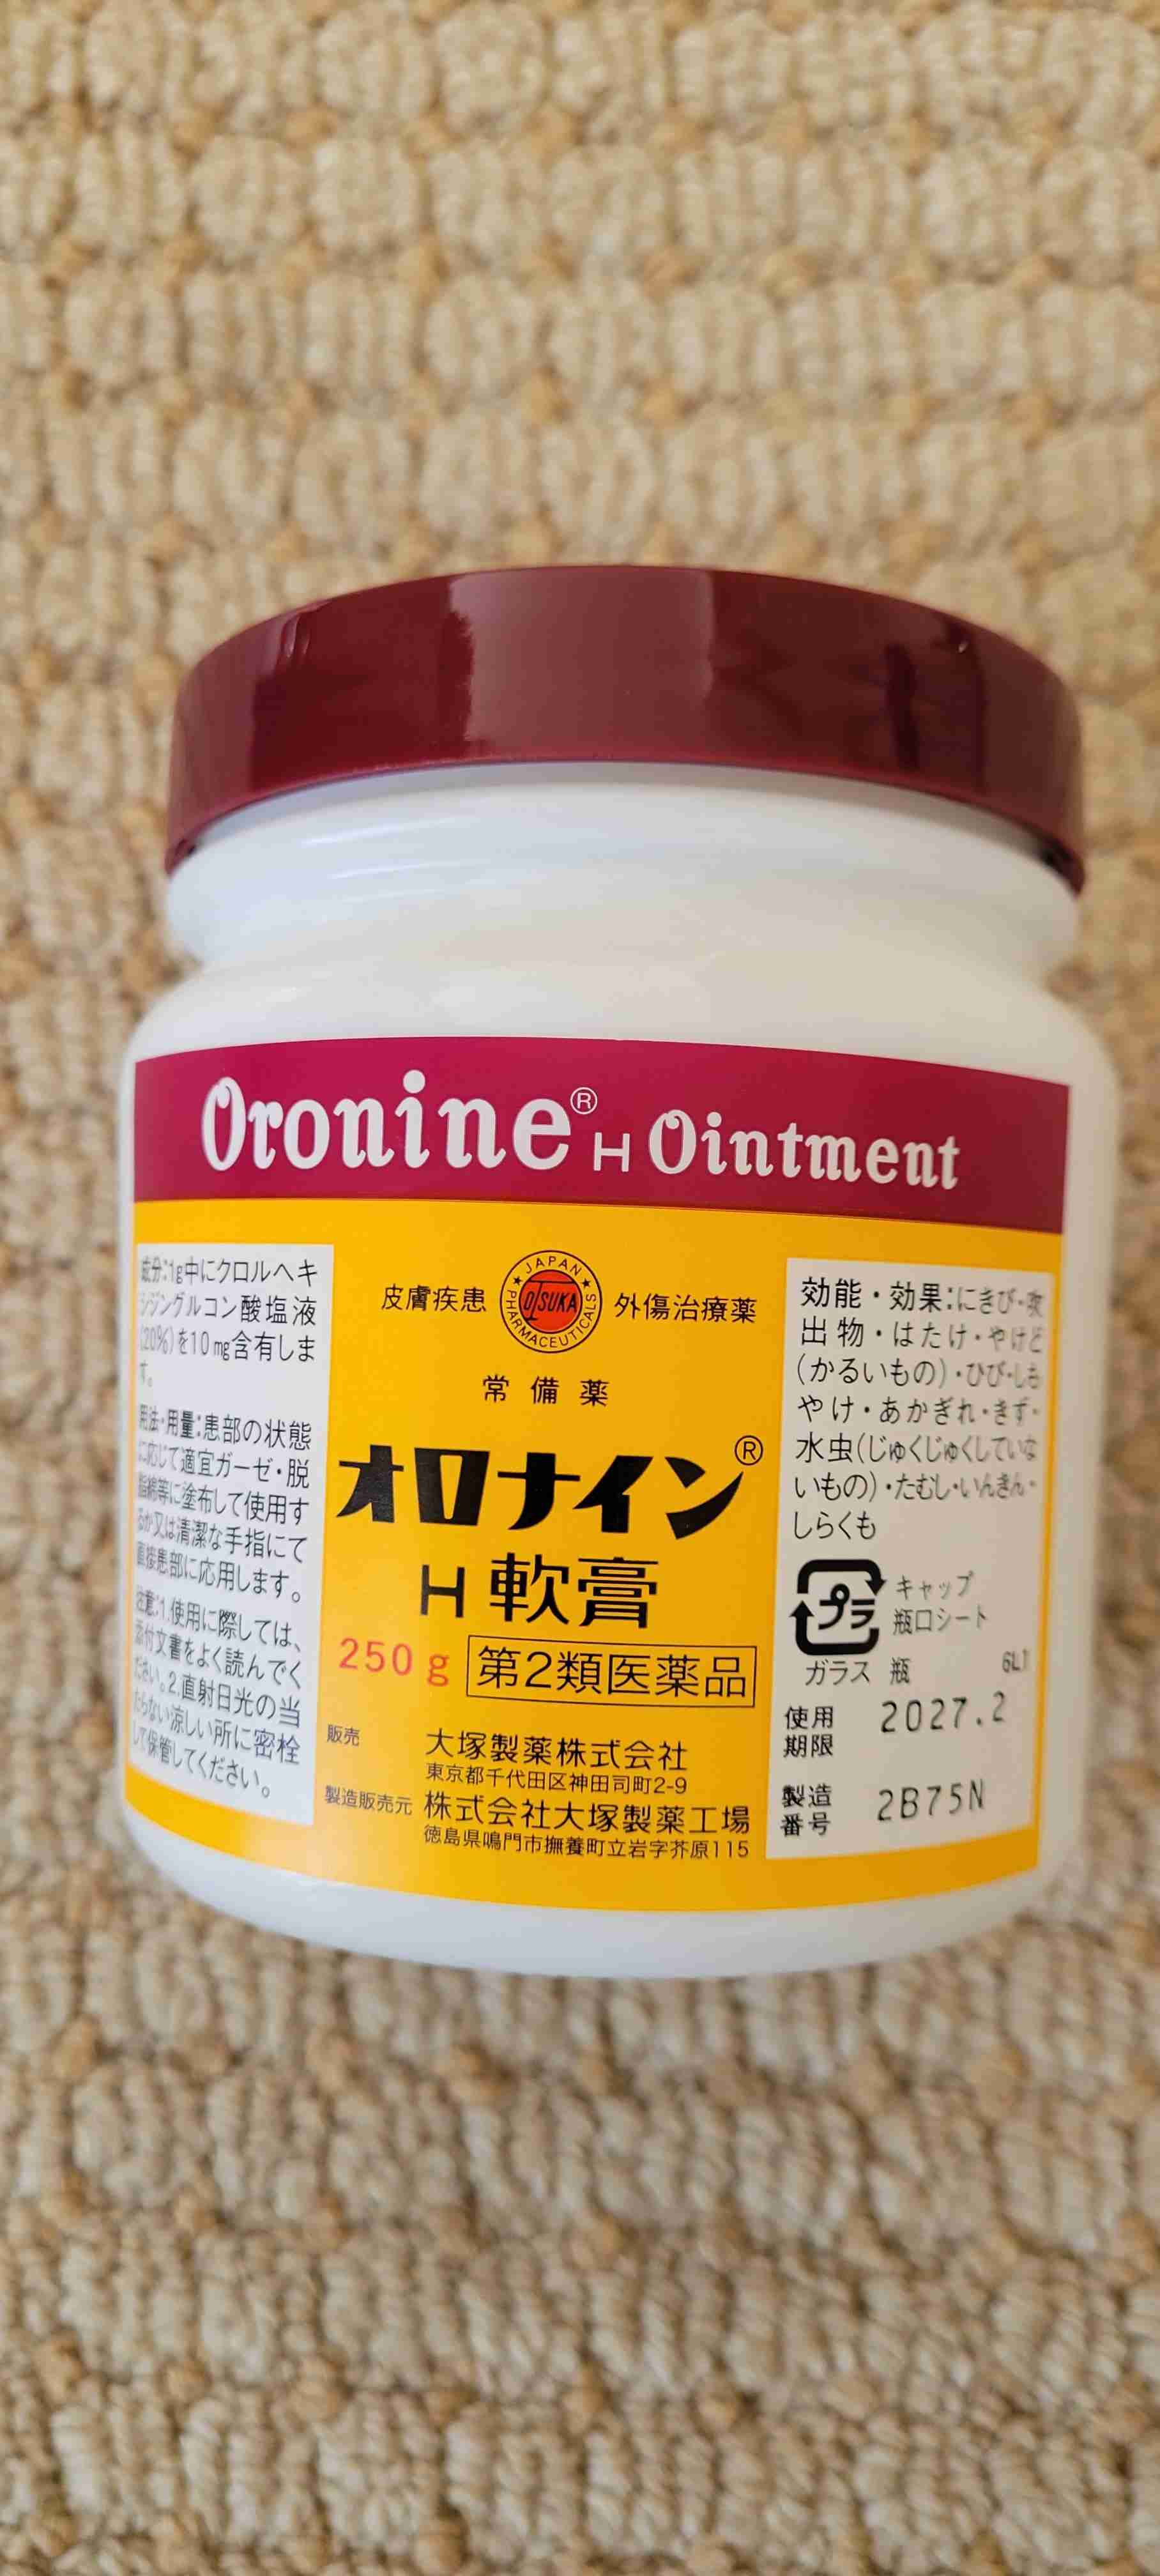 Oronine® H Ointment
成分:1g中にクロルヘキ
シジングルコン酸塩液
(20%)を10mg含有しま
す。
用法・用量:患部の状態
に応じて適宜ガーゼ・脱
脂綿等に塗布して使用す
るか又は清潔な手指にて
直接患部に応用します。
注意:1.使用に際しては、
添付文書をよく読んでく
ださい。2.直射日光の当
たらない涼しい所に密栓
して保管してください。
皮膚疾患
JAPAN
OTSUKA
PHARMACEUTICALS
外傷治療薬
常備薬
オロナイン®
H軟膏
250g 第2類医薬品
販売 大塚製薬株式会社
東京都千代田区神田司町2-9
製造販売元 株式会社大塚製薬工場
徳島県鳴門市撫養町立岩字芥原115
効能・効果:にきび・吹
出物・はたけ・やけど
(かるいもの)・ひび・しも
やけ・あかぎれ・きず・
水虫(じゅくじゅくしていな
いもの)・たむし・いんきん・
しらくも
プラ
キャップ
瓶口シート
ガラス 瓶
6L1
使用
期限
2027.2
製造
番号
2B75N